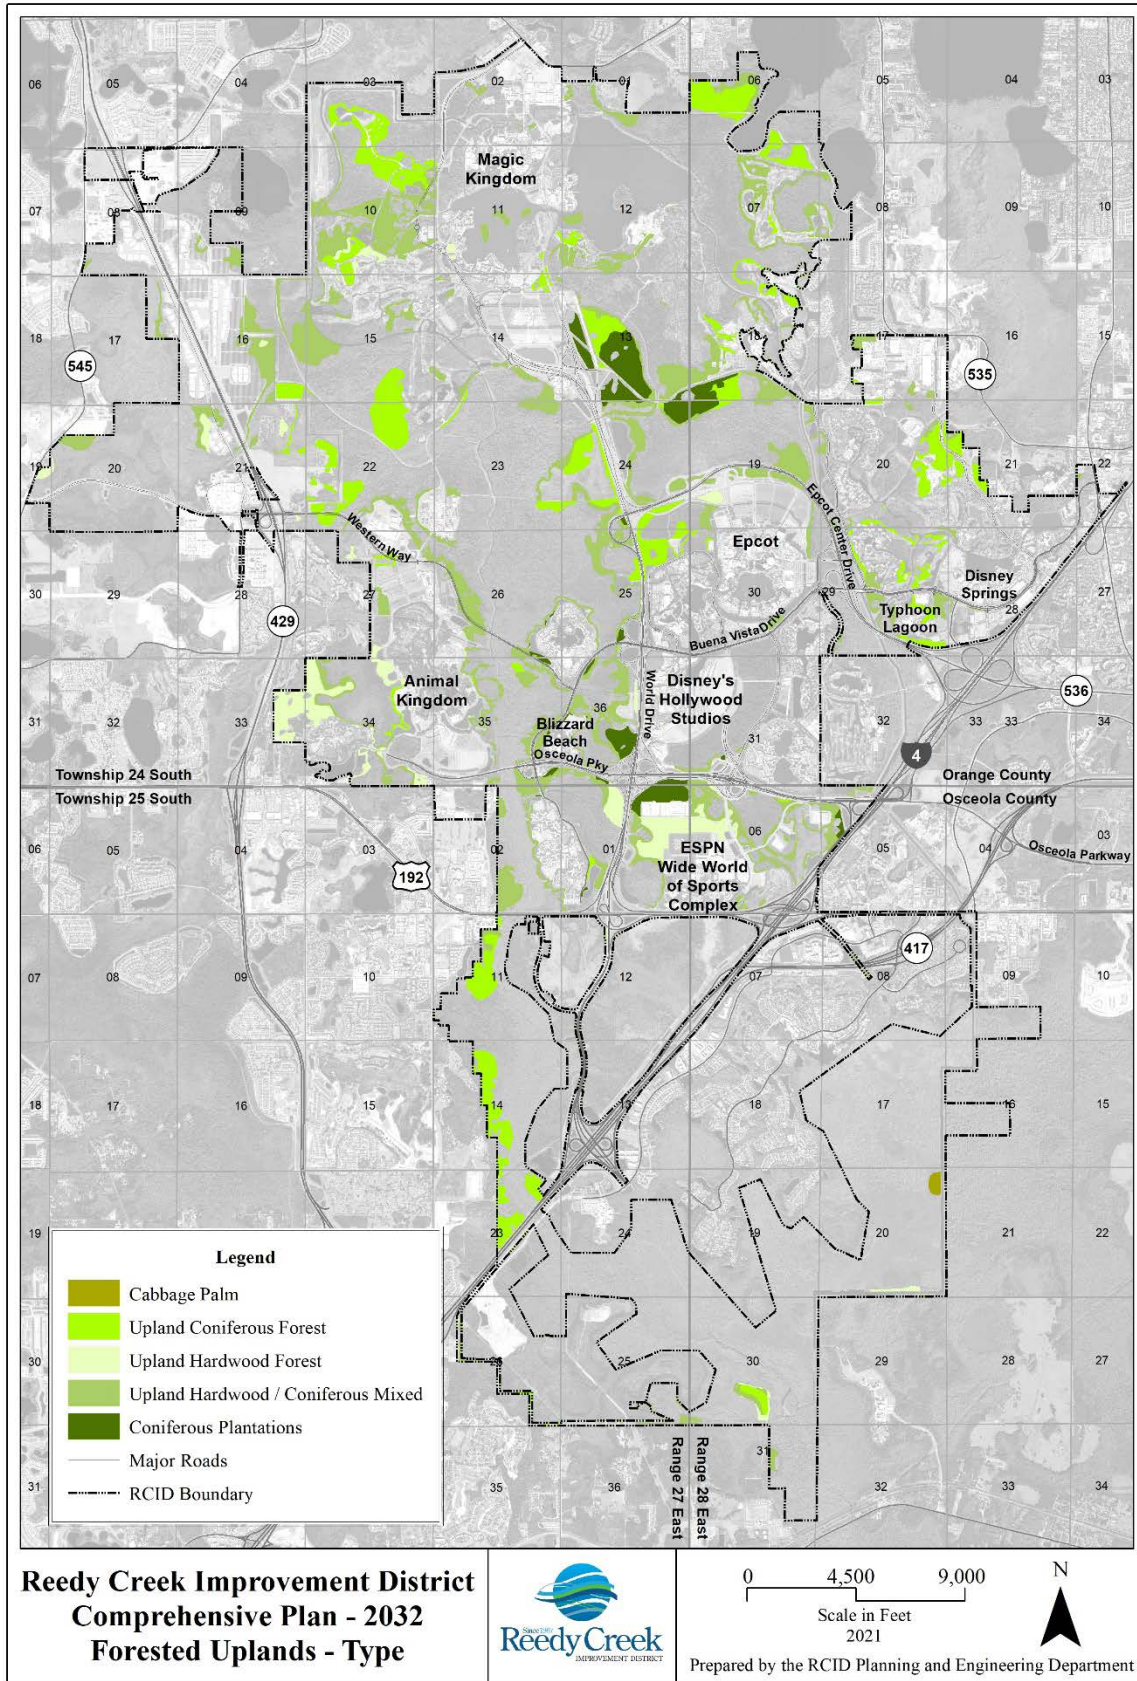 06
05
04
03
02
01
06
05
04
03
Magic
Kingdom
07
08
09
10
11
12
07
08
09
10
18
17
16
15
14
13
18
17
16
15
545
535
19
20
21
22
23
24
19
20
21
22
Western Way
Epcot Center Drive
Epcot
30
29
28
27
26
25
30
29
28
27
Disney
Springs
Typhoon
Lagoon
429
Buena Vista Drive
World Drive
Animal
Kingdom
Disney's
Hollywood
Studios
536
31
32
33
34
35
36
31
32
33
33
34
Blizzard
Beach
Osceola Pky
4
Township 24 South
Township 25 South
Orange County
Osceola County
06
05
04
03
02
01
06
05
04
03
Osceola Parkway
192
ESPN
Wide World
of Sports
Complex
417
07
08
09
10
11
12
07
08
09
10
18
17
16
15
14
13
18
17
16
15
19
23
24
19
20
21
22
30
26
25
30
29
28
27
31
35
36
31
32
33
34
Range 27 East
Range 28 East
Legend
Cabbage Palm
Upland Coniferous Forest
Upland Hardwood Forest
Upland Hardwood / Coniferous Mixed
Coniferous Plantations
Major Roads
RCID Boundary
Reedy Creek Improvement District
Comprehensive Plan - 2032
Forested Uplands - Type
Since 1967
Reedy Creek
IMPROVEMENT DISTRICT
0 4,500 9,000
Scale in Feet
2021
N
Prepared by the RCID Planning and Engineering Department